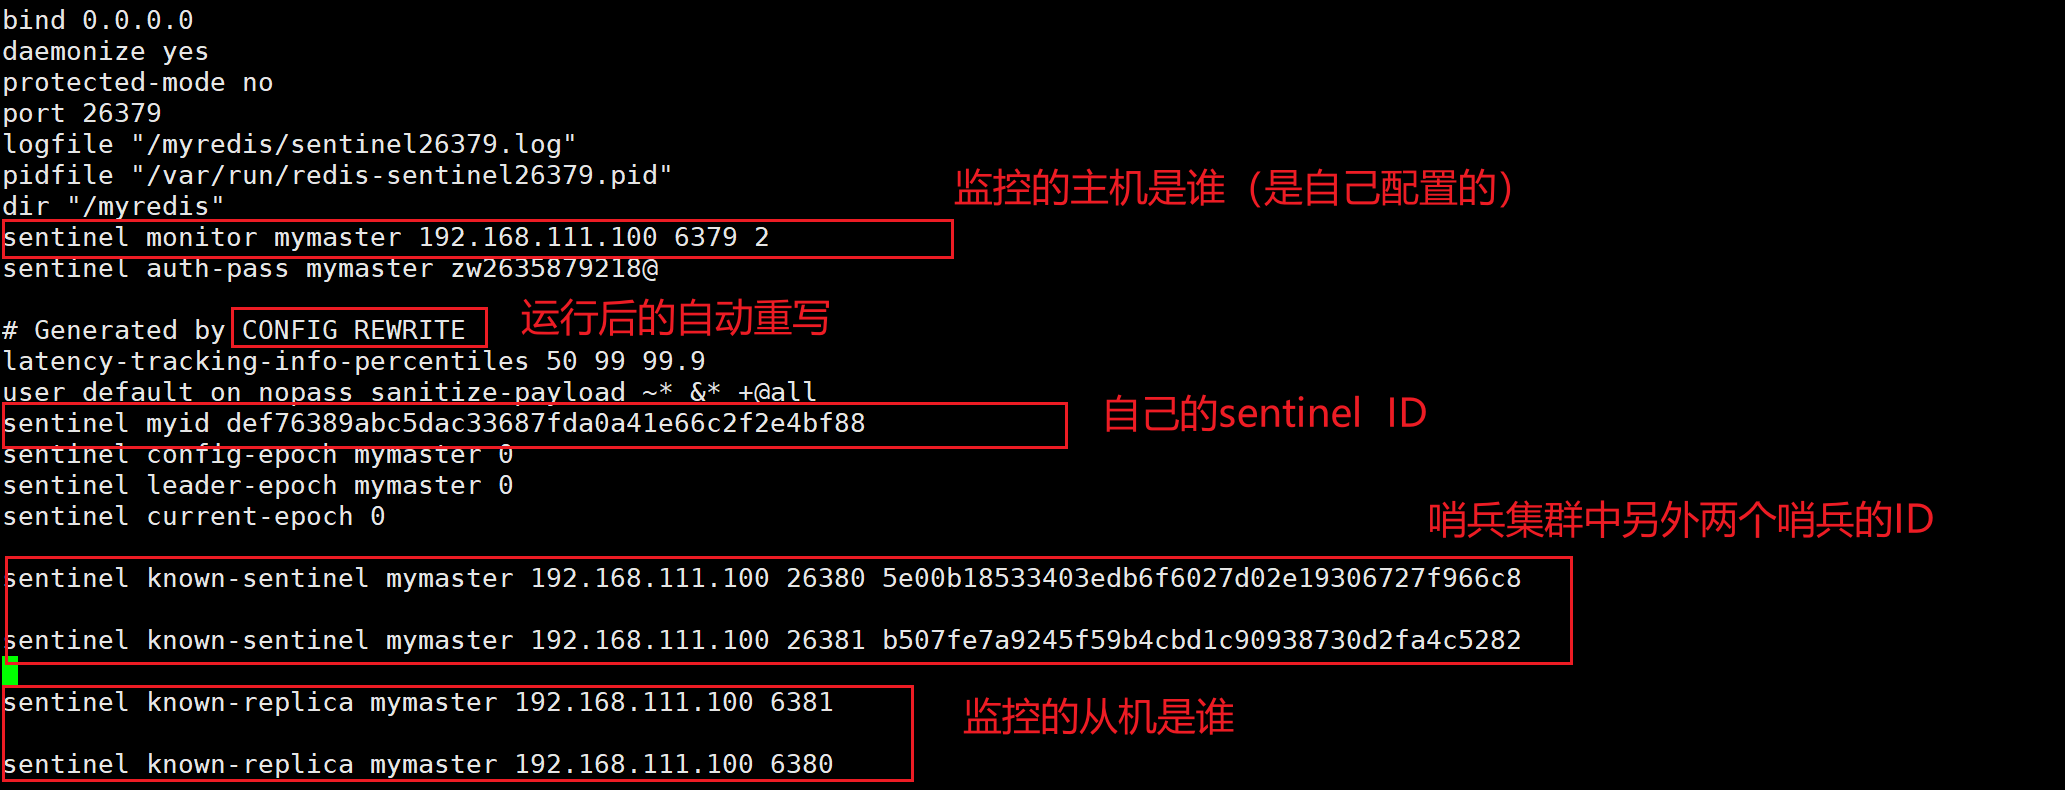 bind 0.0.0.0
daemonize yes
protected-mode no
port 26379
logfile "/myredis/sentinel26379.log"
pidfile "/var/run/redis-sentinel26379.pid"
监控的主机是谁（是自己配置的）
dir "/myredis"
sentinel monitor mymaster 192.168.111.100 6379 2
sentinel auth-pass mymaster zw2635879218@
运行后的自动重写
# Generated by CONFIG REWRITE
latency-tracking-info-percentiles 50 99 99.9
user default on nopass sanitize-payload ~* &* +@all
自己的sentinel ID
sentinel myid def76389abc5dac33687fda0a41e66c2f2e4bf88
sentinel config-epoch mymaster 0
sentinel leader-epoch mymaster 0
sentinel current-epoch 0
哨兵集群中另外两个哨兵的ID
sentinel known-sentinel mymaster 192.168.111.100 26380 5e00b18533403edb6f6027d02e19306727f966c8
sentinel known-sentinel mymaster 192.168.111.100 26381 b507fe7a9245f59b4cbd1c90938730d2fa4c5282
sentinel known-replica mymaster 192.168.111.100 6381
监控的从机是谁
sentinel known-replica mymaster 192.168.111.100 6380